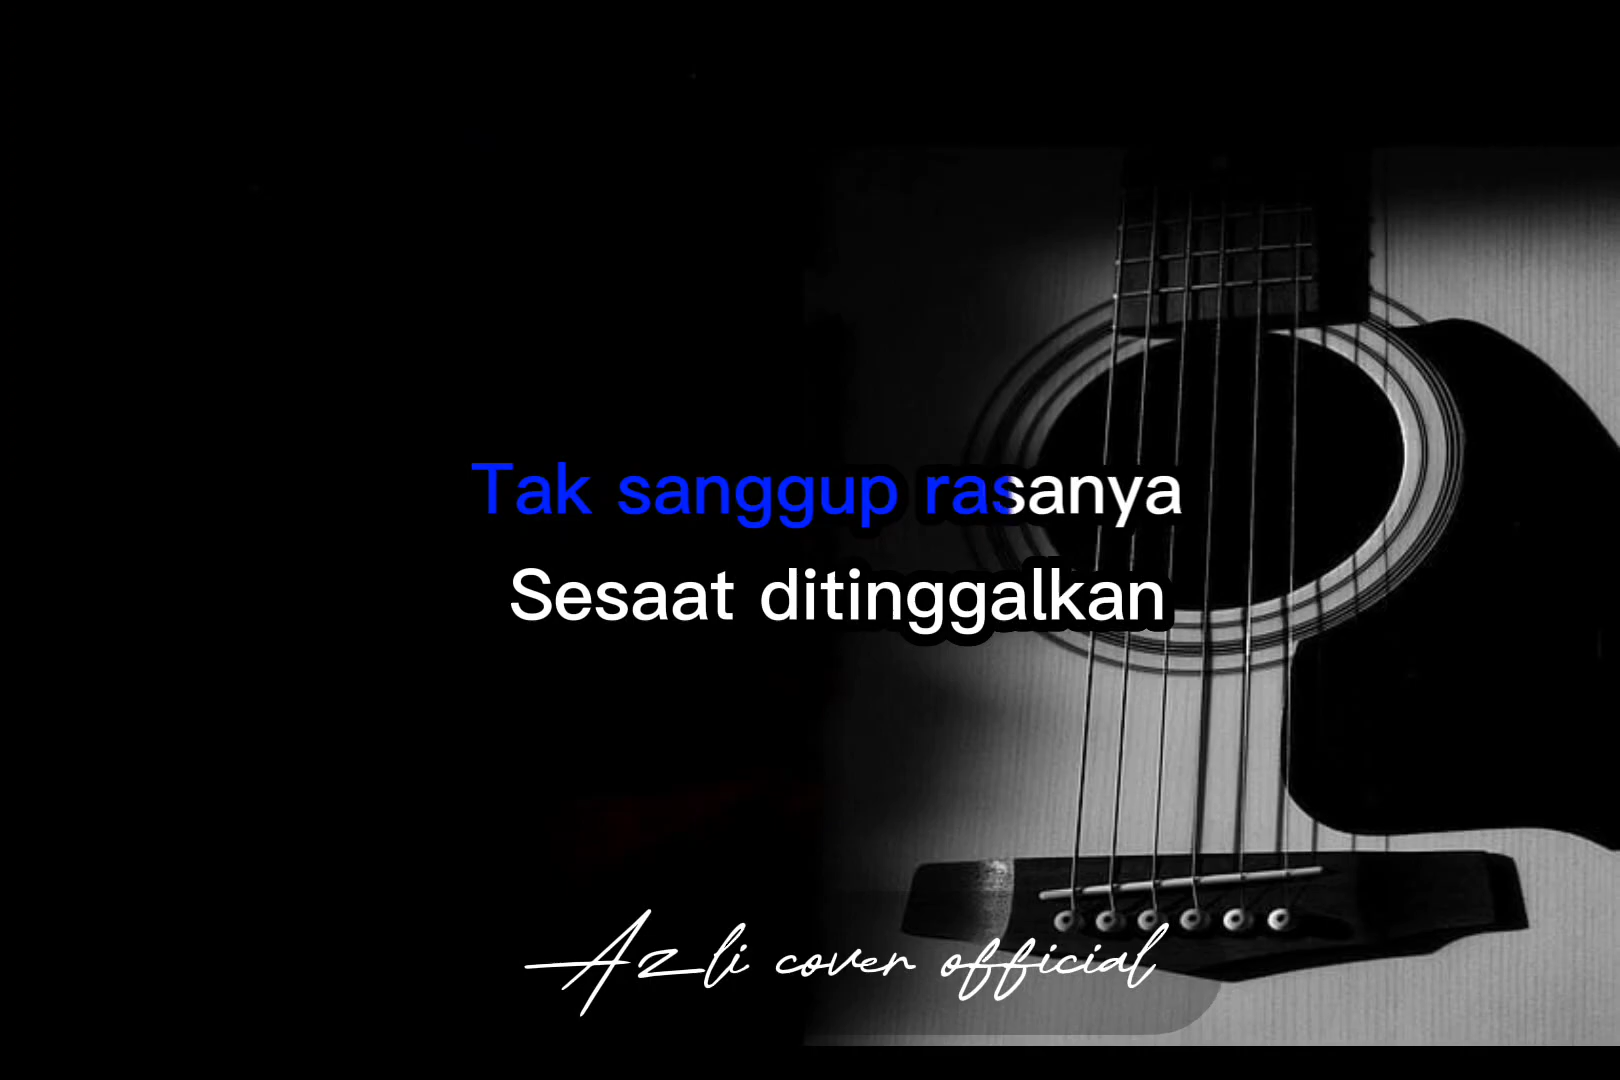 Tak sanggup rasanya
Sesaat ditinggalkan
Azli cover official